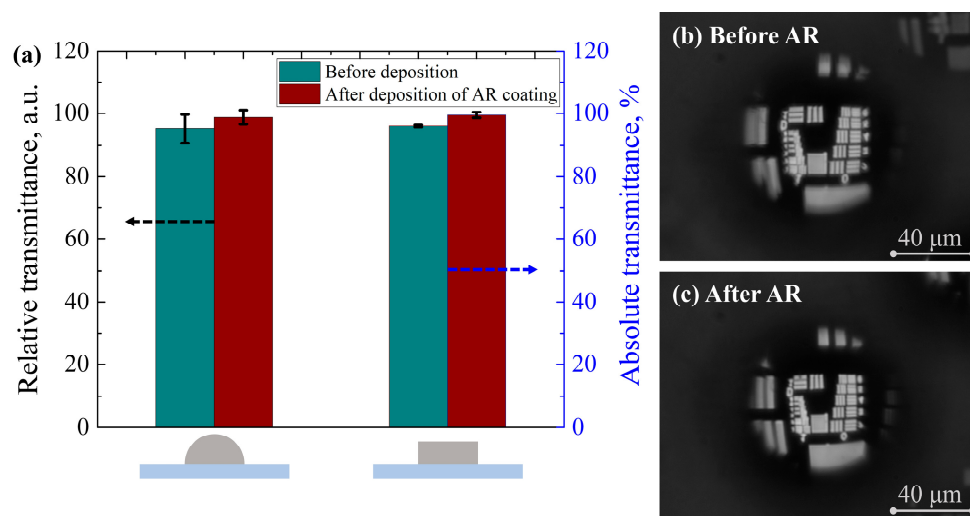 (a)
120
100
80
60
40
20
0
Relative transmittance, a.u.
Before deposition
After deposition of AR coating
120
100
80
60
40
20
0
Absolute transmittance, %
(b) Before AR
40 μm
(c) After AR
40 μm